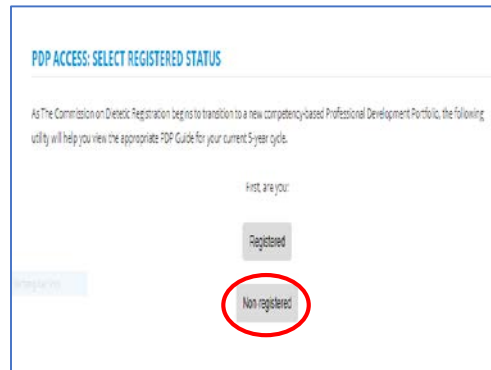 PDP ACCESS: SELECT REGISTERED STATUS
As The Commission on Dietetic Registration begins to transition to a new competency-based Professional Development Portfolio, the following
utility will help you view the appropriate PDP Guide for your current 5-year cycle.
First, are you:
Registered
Non registered